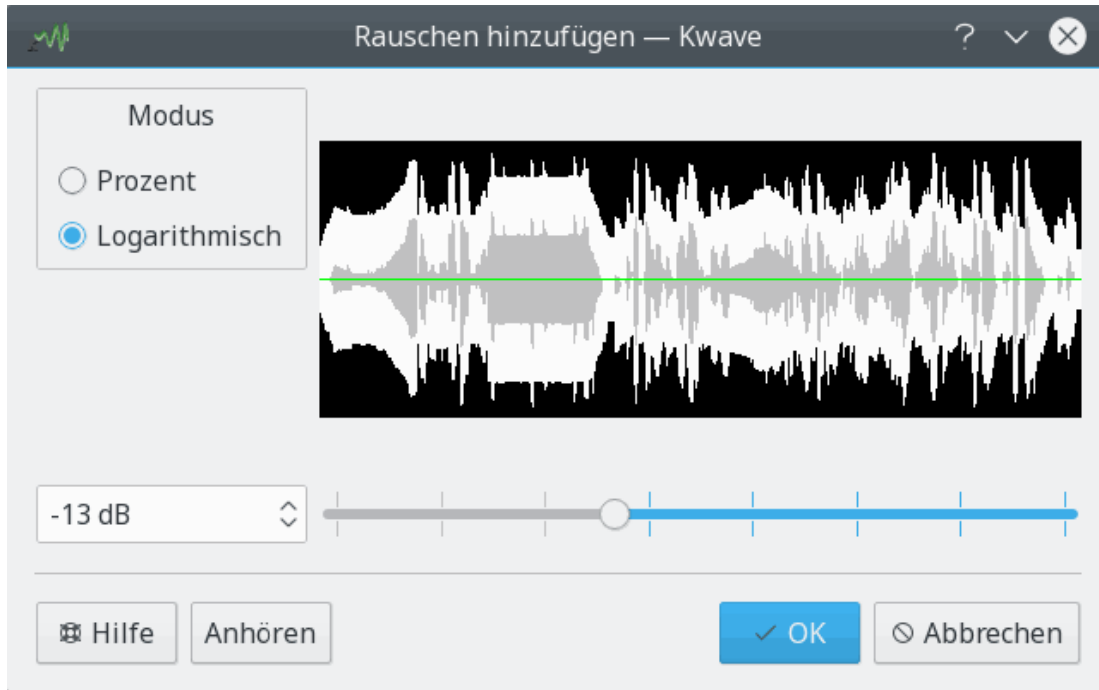 Rauschen hinzufügen — Kwave
Modus
Prozent
Logarithmisch
-13 dB
Hilfe
Anhören
OK
Abbrechen